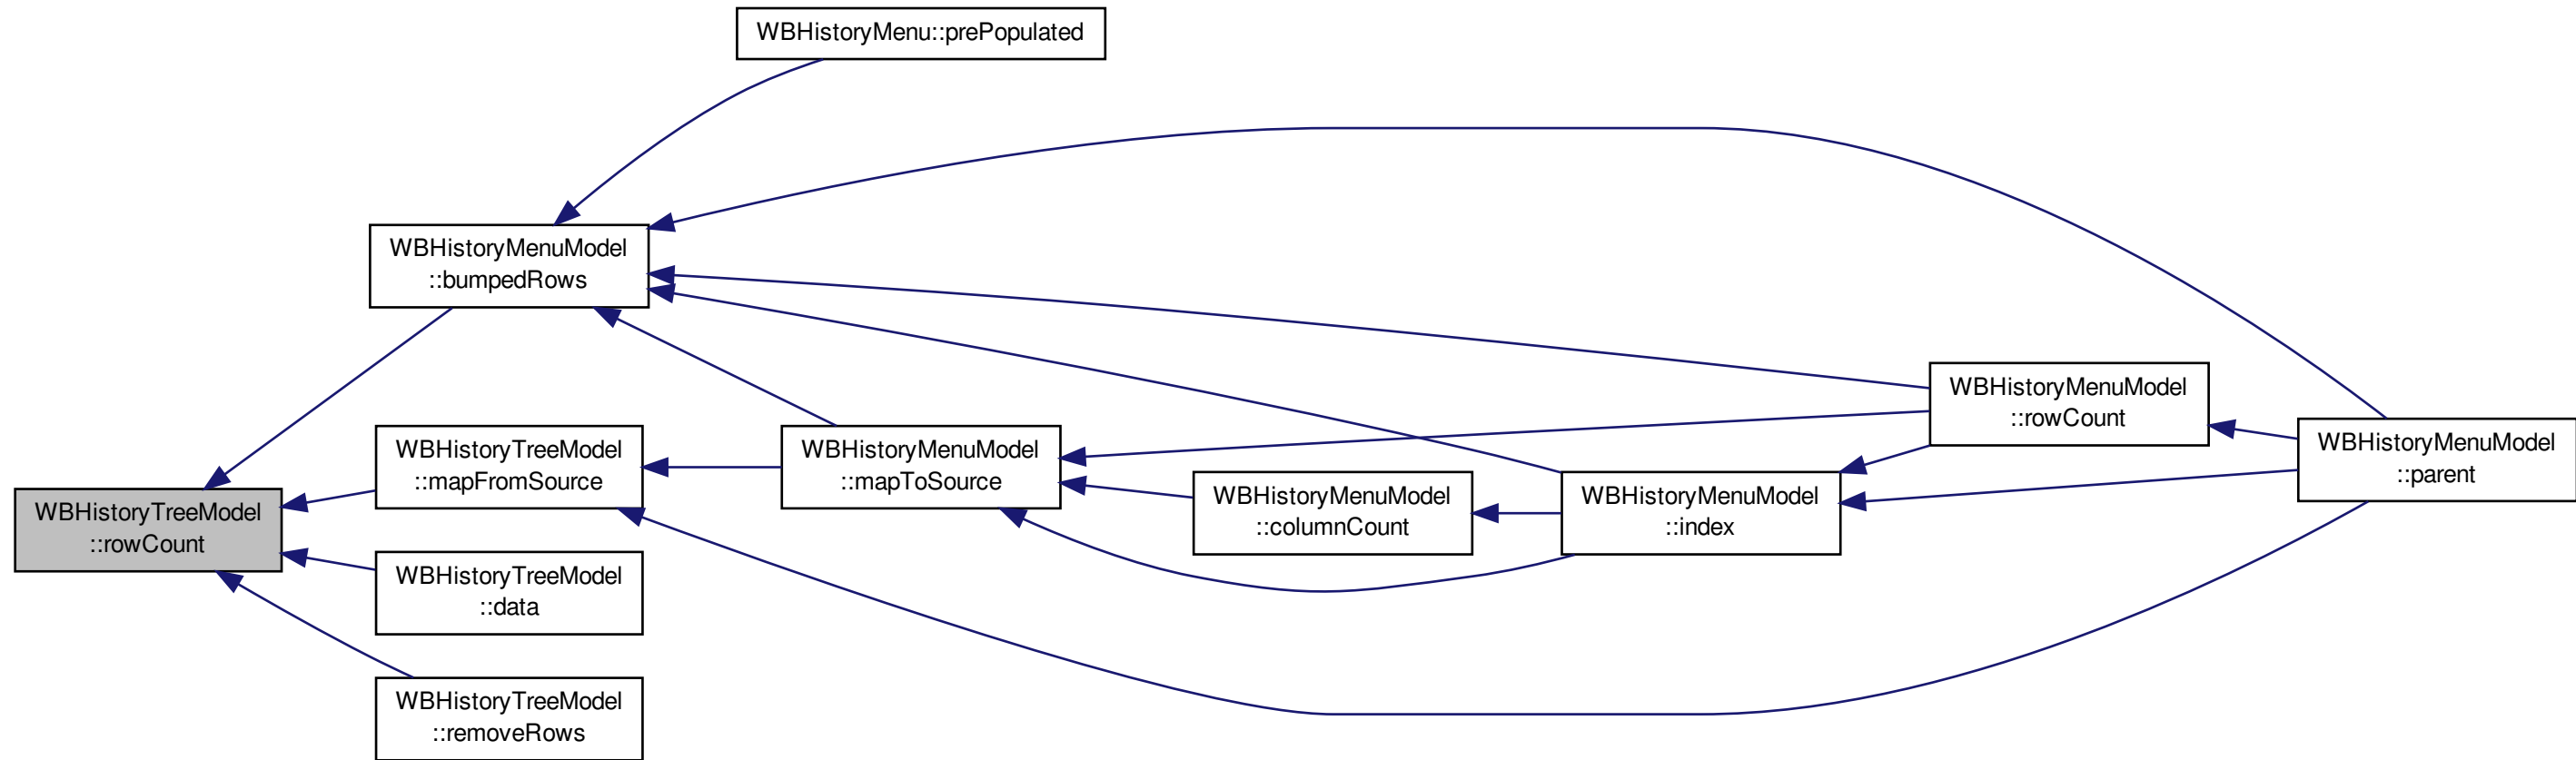 WBHistoryMenu::prePopulated
WBHistoryMenuModel
::bumpedRows
WBHistoryMenuModel
::rowCount
WBHistoryMenuModel
::parent
WBHistoryTreeModel
::mapFromSource
WBHistoryMenuModel
::mapToSource
WBHistoryMenuModel
::columnCount
WBHistoryMenuModel
::index
WBHistoryTreeModel
::rowCount
WBHistoryTreeModel
::data
WBHistoryTreeModel
::removeRows